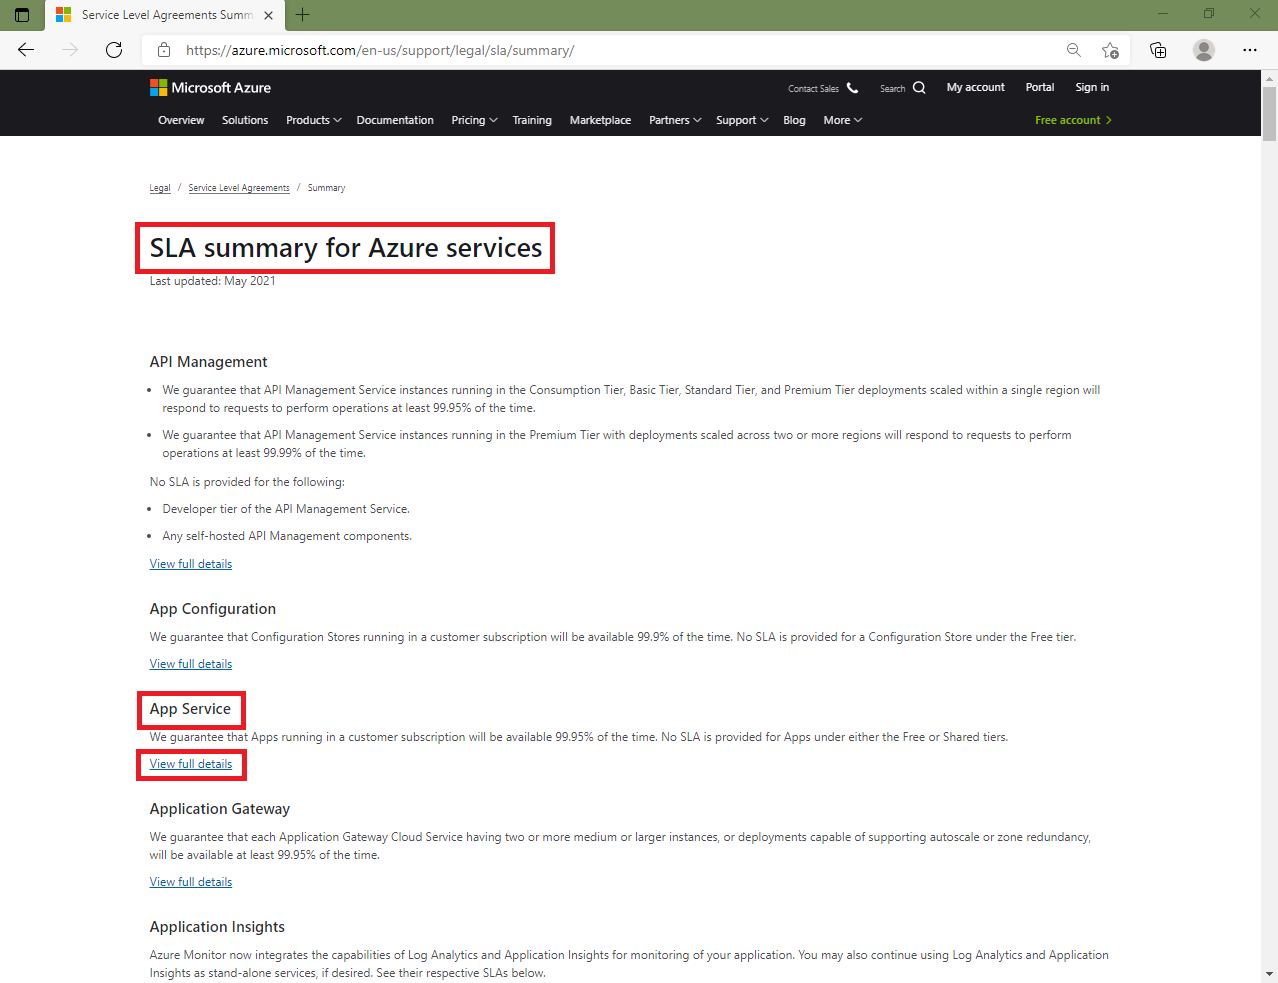 Service Level Agreements Summ
https://azure.microsoft.com/en-us/support/legal/sla/summary/
Microsoft Azure
Contact Sales
Search
My account
Portal
Sign in
Overview
Solutions
Products
Documentation
Pricing
Training
Marketplace
Partners
Support
Blog
More
Free account
Legal / Service Level Agreements / Summary
SLA summary for Azure services
Last updated: May 2021
API Management
• We guarantee that API Management Service instances running in the Consumption Tier, Basic Tier, Standard Tier, and Premium Tier deployments scaled within a single region will
respond to requests to perform operations at least 99.95% of the time.
• We guarantee that API Management Service instances running in the Premium Tier with deployments scaled across two or more regions will respond to requests to perform
operations at least 99.99% of the time.
No SLA is provided for the following:
• Developer tier of the API Management Service.
• Any self-hosted API Management components.
View full details
App Configuration
We guarantee that Configuration Stores running in a customer subscription will be available 99.9% of the time. No SLA is provided for a Configuration Store under the Free tier.
View full details
App Service
We guarantee that Apps running in a customer subscription will be available 99.95% of the time. No SLA is provided for Apps under either the Free or Shared tiers.
View full details
Application Gateway
We guarantee that each Application Gateway Cloud Service having two or more medium or larger instances, or deployments capable of supporting autoscale or zone redundancy,
will be available at least 99.95% of the time.
View full details
Application Insights
Azure Monitor now integrates the capabilities of Log Analytics and Application Insights for monitoring of your application. You may also continue using Log Analytics and Application
Insights as stand-alone services, if desired. See their respective SLAs below.